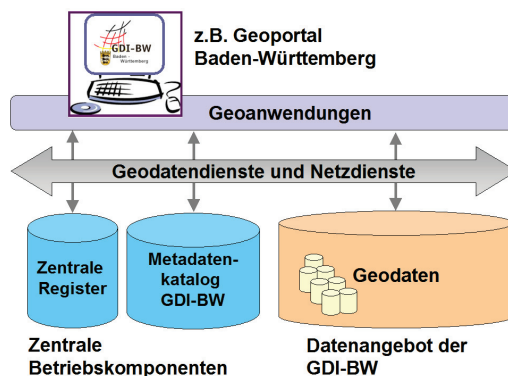 GDI-BW
Baden -
Württemberg
z.B. Geoportal
Baden-Württemberg
Geoanwendungen
Geodatendienste und Netzdienste
Zentrale
Register
Metadaten-
katalog
GDI-BW
Geodaten
Zentrale
Betriebskomponenten
Datenangebot der
GDI-BW